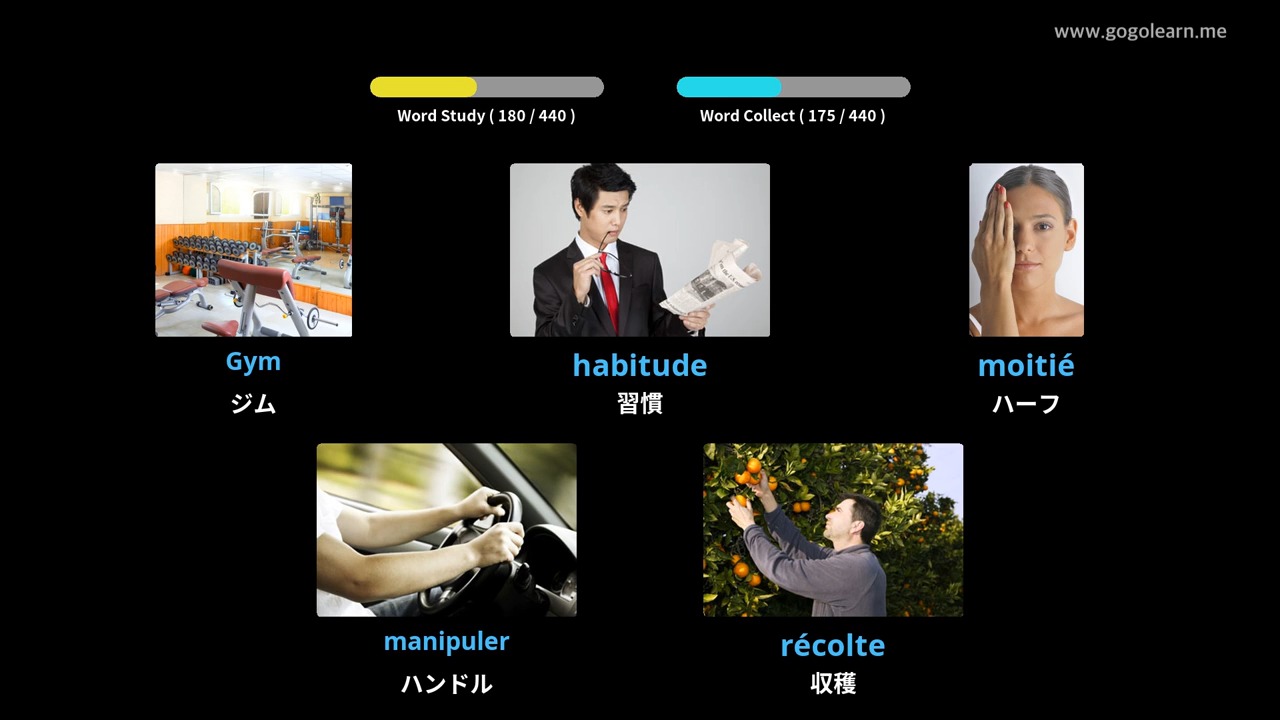 www.gogolearn.me
Word Study ( 180 / 440 )
Word Collect ( 175 / 440 )
Gym
ジム
habitude
習慣
moitié
ハーフ
manipuler
ハンドル
récolte
収穫